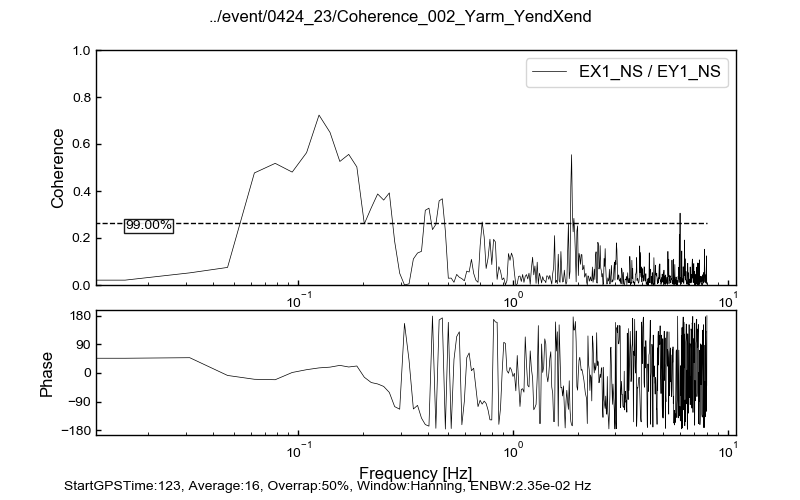 ../event/0424_23/Coherence_002_Yarm_YendXend
1.0
EX1_NS / EY1_NS
0.8
0.6
Coherence
0.4
99.00%
0.2
0.0
10⁻¹ 10⁰ 10¹
180
90
0
Phase
−90
−180
10⁻¹ 10⁰ 10¹
Frequency [Hz]
StartGPSTime:123, Average:16, Overrap:50%, Window:Hanning, ENBW:2.35e-02 Hz